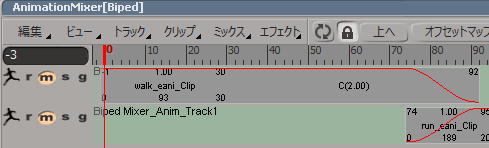 AnimationMixer[Biped]
編集 ビュー トラック クリップ ミックス エフェクト 上へ オフセットマップ
-3 0 10 20 30 40 50 60 70 80 90
r m s g B -1 1.00 30 92
walk_eani_Clip C(2.00)
93 30
r m s g Biped Mixer_Anim_Track1 74 1.00 95
run_eani_Clip
0 189 20